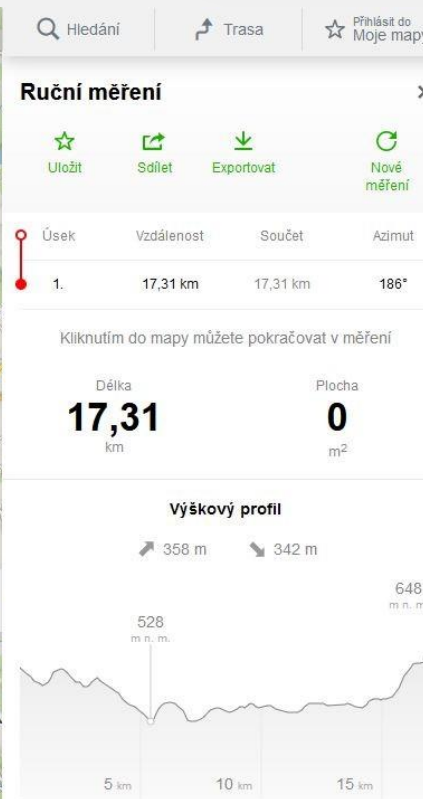 Hledání Trasa Přihlásit do
Moje mapy
Ruční měření
Uložit Sdílet Exportovat Nové
měření
Úsek Vzdálenost Součet Azimut
1. 17,31 km 17,31 km 186°
Kliknutím do mapy můžete pokračovat v měření
Délka Plocha
17,31 0
km m²
Výškový profil
358 m 342 m
648
m n. m
528
m n. m.
5 km 10 km 15 km